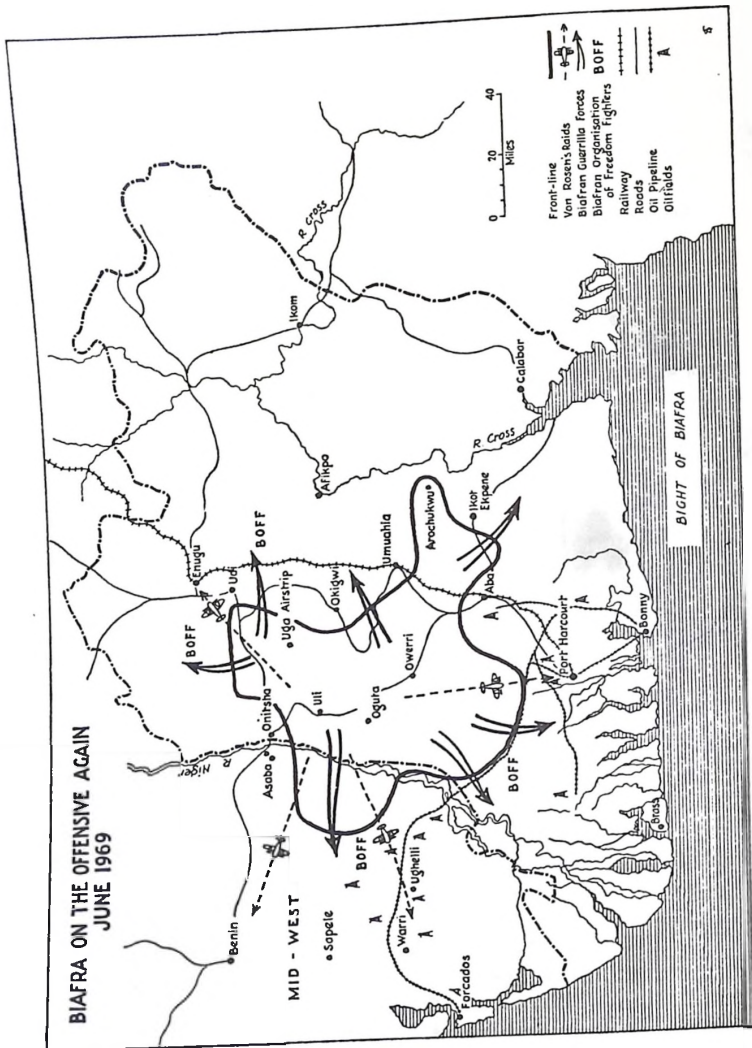 BIAFRA ON THE OFFENSIVE AGAIN
JUNE 1969
R Niger
Benin
MID - WEST
Sapele
Warri
Ughelli
Forcados
Asaba
Onitsha
Uli
Oguta
Owerri
BOFF
BOFF
BOFF
BOFF
Enugu
Udi
Uga Airstrip
Okigwi
Umuahia
Aba
Port Harcourt
Bonny
Brass
Afikpo
Arochukwu
Ikot
Ekpene
R. Cross
Calabar
Ikom
R Cross
BIGHT OF BIAFRA
0 20 40
Miles
Front-line
Von Rosen's Raids
Biafran Guerrilla Forces
Biafran Organisation
of Freedom Fighters
BOFF
Railway
Roads
Oil Pipeline
Oilfields